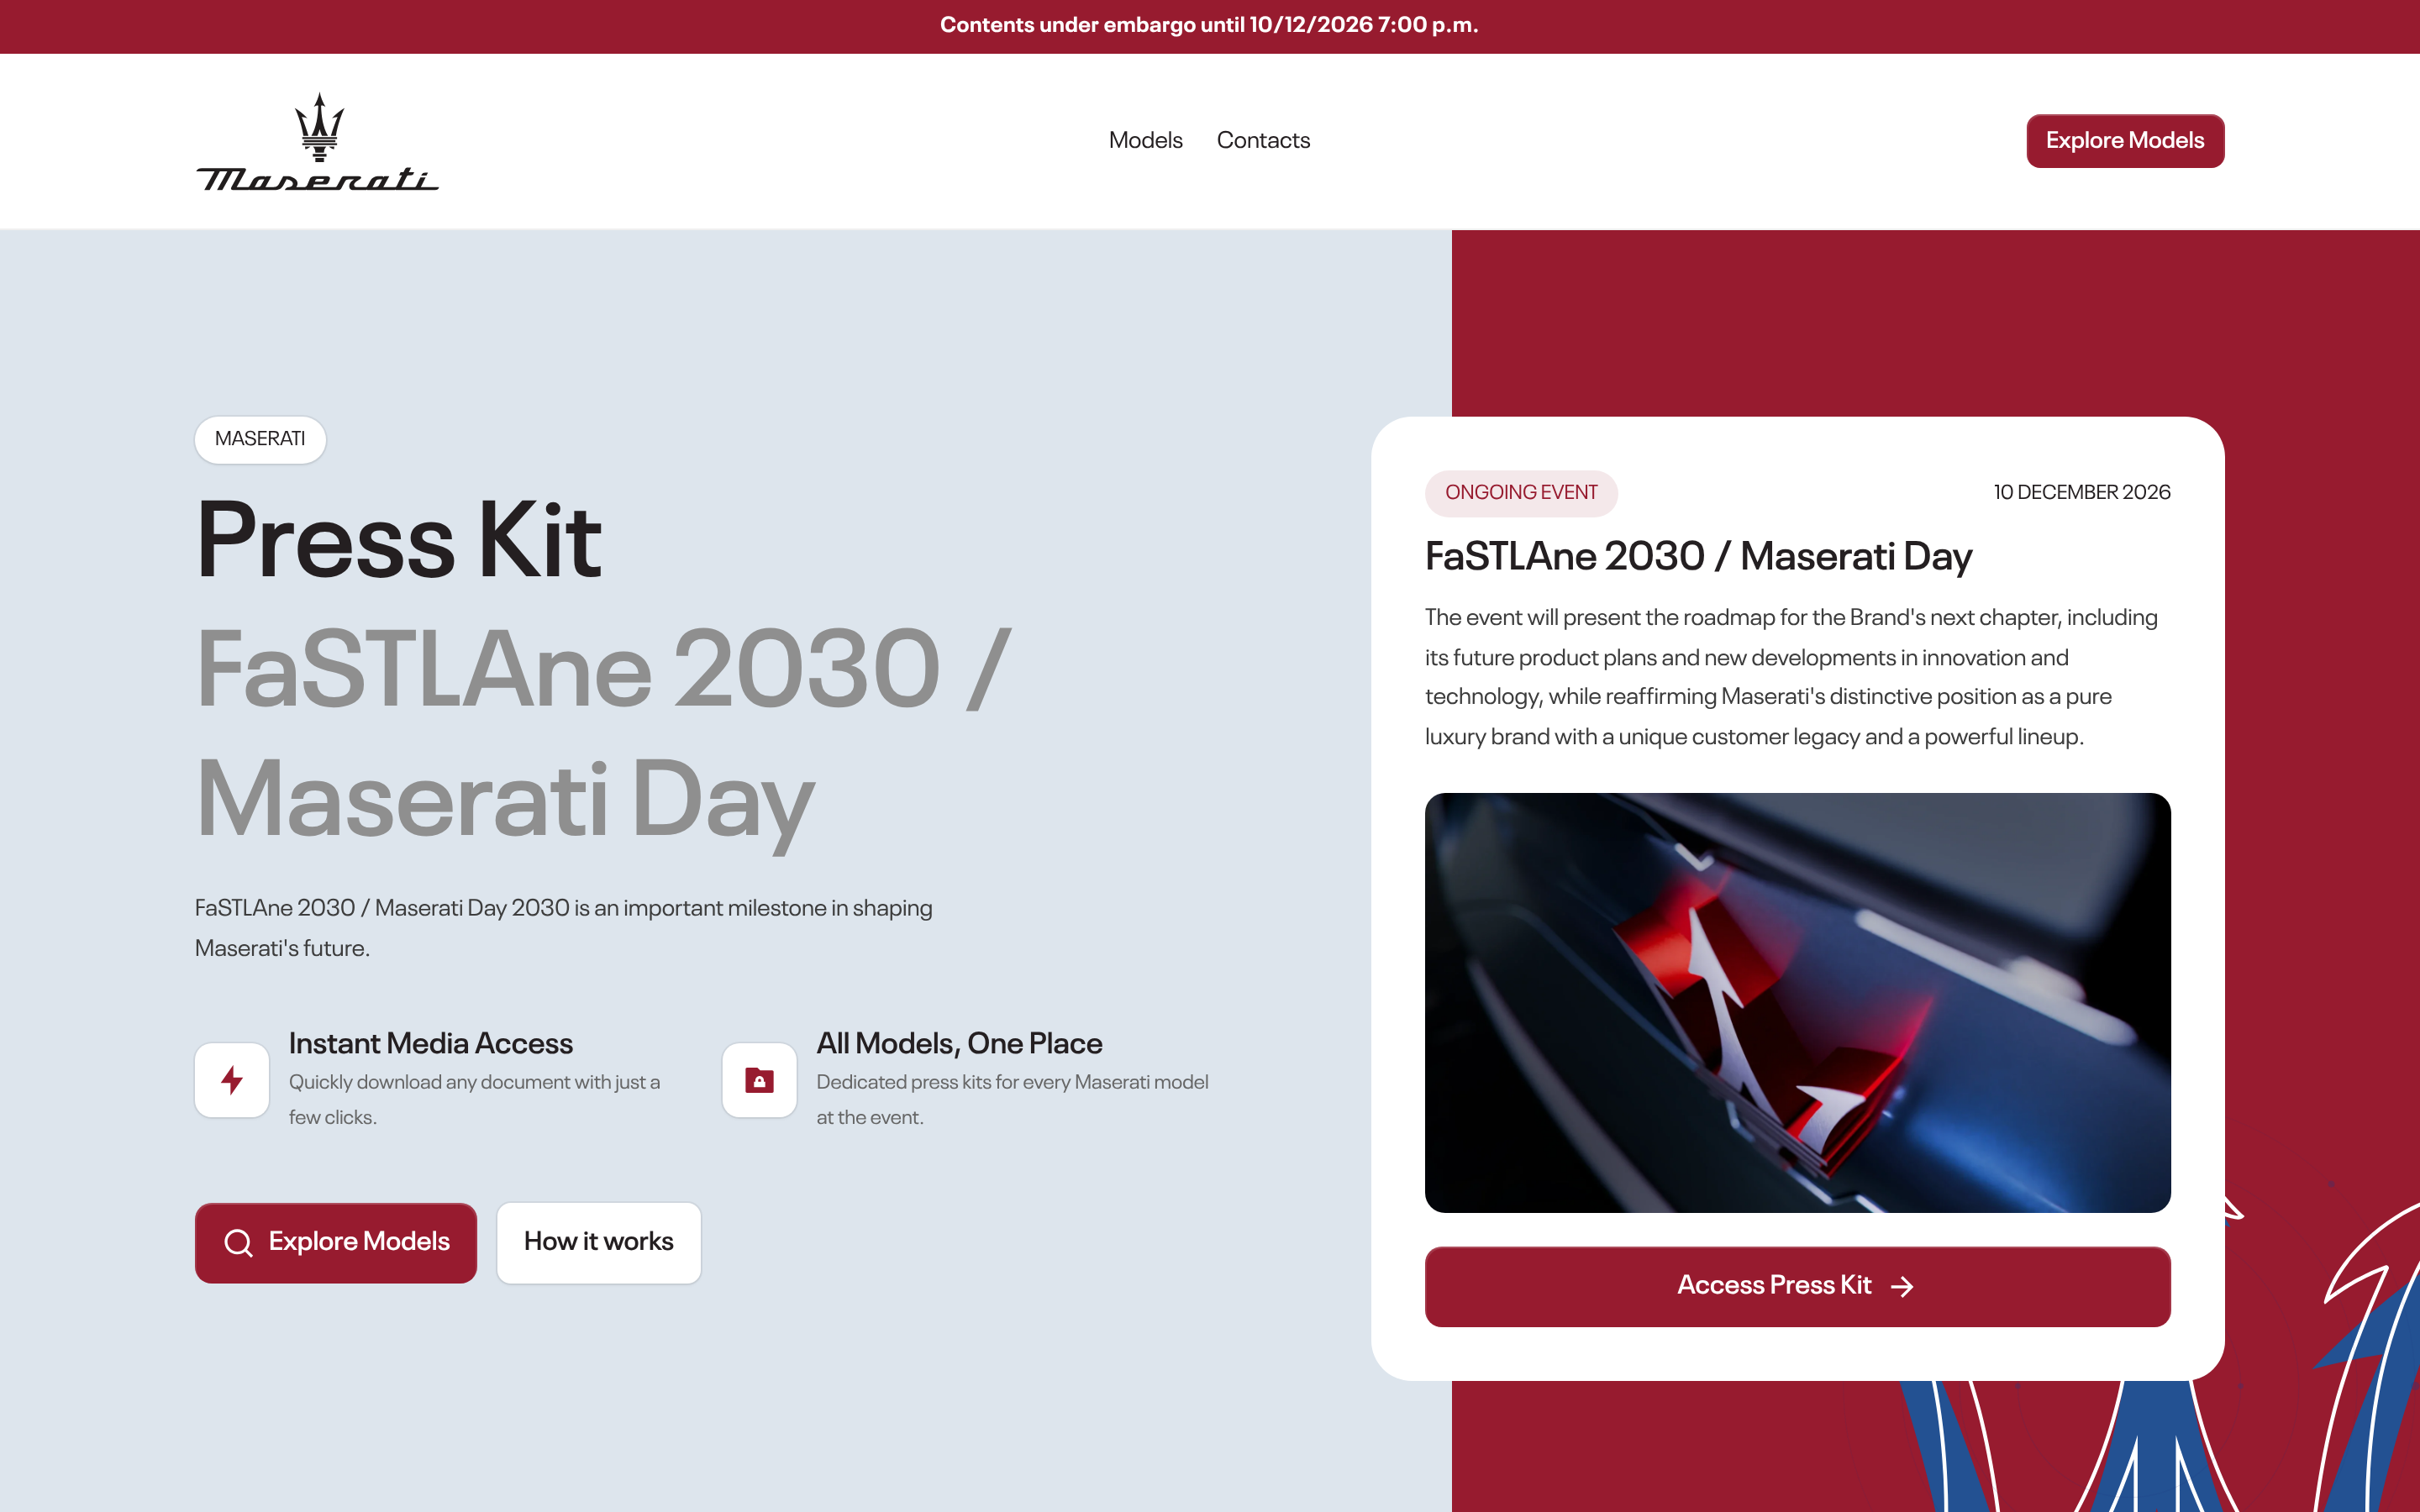 Contents under embargo until 10/12/2026 7:00 p.m.
Maserati
Models
Contacts
Explore Models
MASERATI
Press Kit
FaSTLAne 2030 /
Maserati Day
FaSTLAne 2030 / Maserati Day 2030 is an important milestone in shaping
Maserati's future.
Instant Media Access
Quickly download any document with just a
few clicks.
All Models, One Place
Dedicated press kits for every Maserati model
at the event.
Explore Models
How it works
ONGOING EVENT
10 DECEMBER 2026
FaSTLAne 2030 / Maserati Day
The event will present the roadmap for the Brand's next chapter, including
its future product plans and new developments in innovation and
technology, while reaffirming Maserati's distinctive position as a pure
luxury brand with a unique customer legacy and a powerful lineup.
Access Press Kit